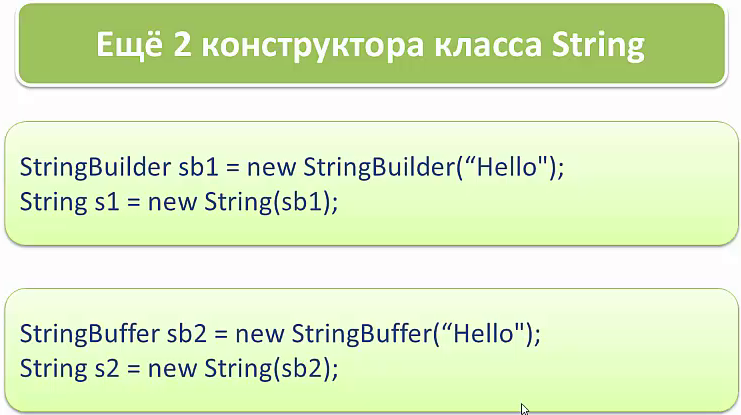 Ещё 2 конструктора класса String
StringBuilder sb1 = new StringBuilder(“Hello");
String s1 = new String(sb1);
StringBuffer sb2 = new StringBuffer(“Hello");
String s2 = new String(sb2);